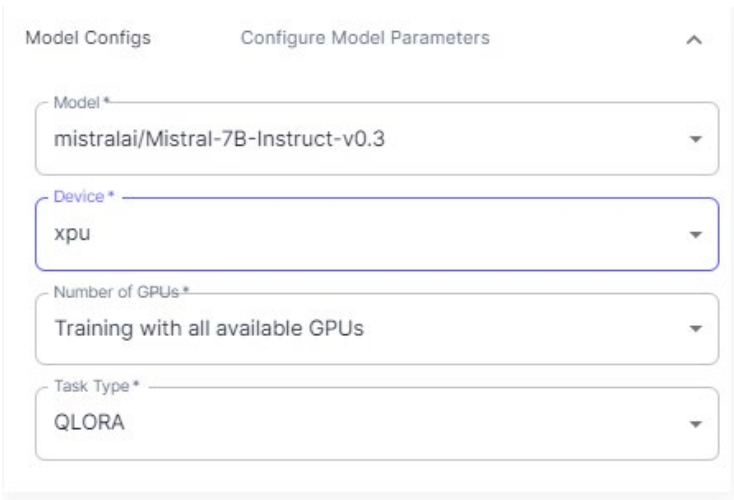 Model Configs Configure Model Parameters
Model *
mistralai/Mistral-7B-Instruct-v0.3
Device *
xpu
Number of GPUs *
Training with all available GPUs
Task Type *
QLORA